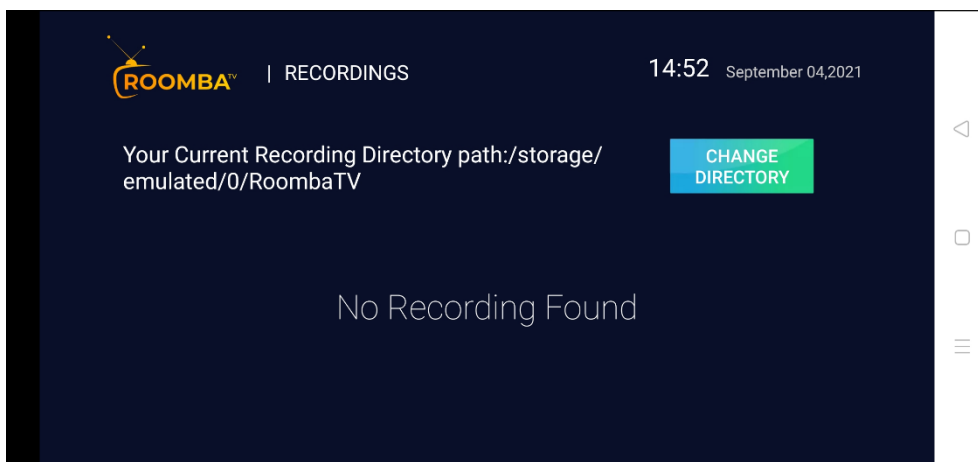 ROOMBA TV | RECORDINGS 14:52 September 04,2021
Your Current Recording Directory path:/storage/
emulated/0/RoombaTV
CHANGE
DIRECTORY
No Recording Found